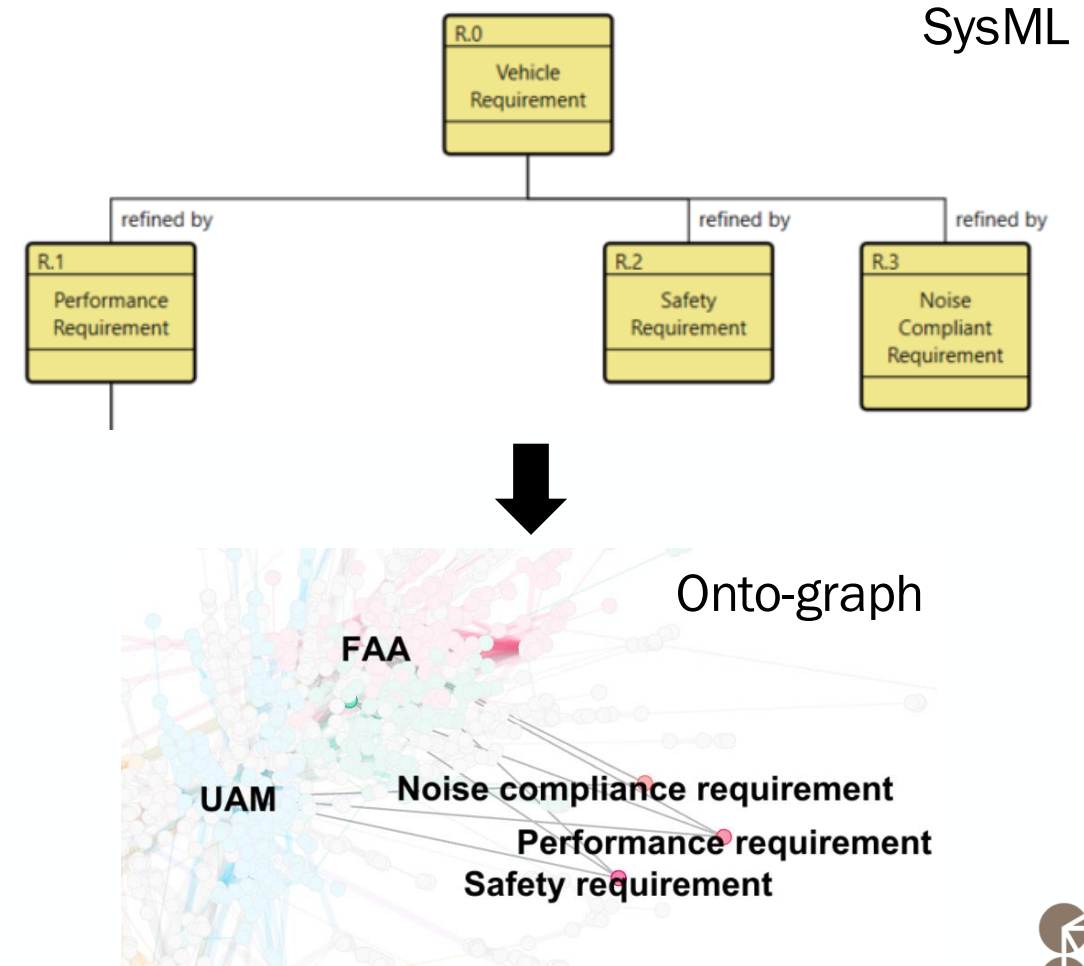 SysML
R.0
Vehicle
Requirement
refined by
refined by
refined by
R.1
Performance
Requirement
R.2
Safety
Requirement
R.3
Noise
Compliant
Requirement
Onto-graph
FAA
UAM
Noise compliance requirement
Performance requirement
Safety requirement